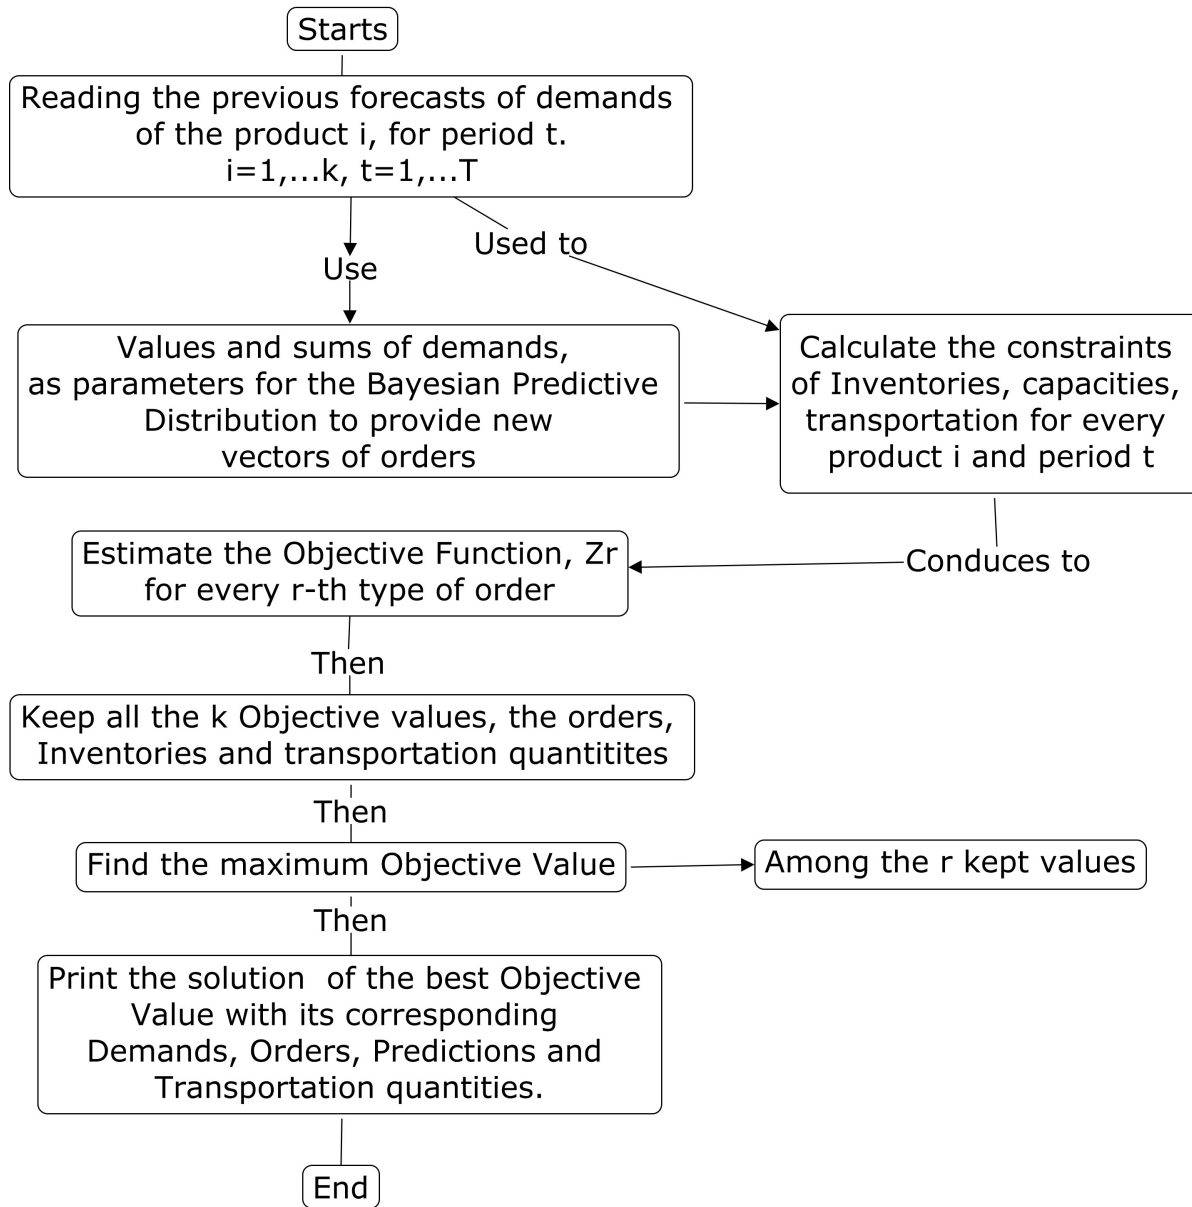 Starts
Reading the previous forecasts of demands
of the product i, for period t.
i=1,...k, t=1,...T
Used to
Use
Values and sums of demands,
as parameters for the Bayesian Predictive
Distribution to provide new
vectors of orders
Calculate the constraints
of Inventories, capacities,
transportation for every
product i and period t
Conduces to
Estimate the Objective Function, Zr
for every r-th type of order
Then
Keep all the k Objective values, the orders,
Inventories and transportation quantitites
Then
Find the maximum Objective Value
Among the r kept values
Then
Print the solution of the best Objective
Value with its corresponding
Demands, Orders, Predictions and
Transportation quantities.
End